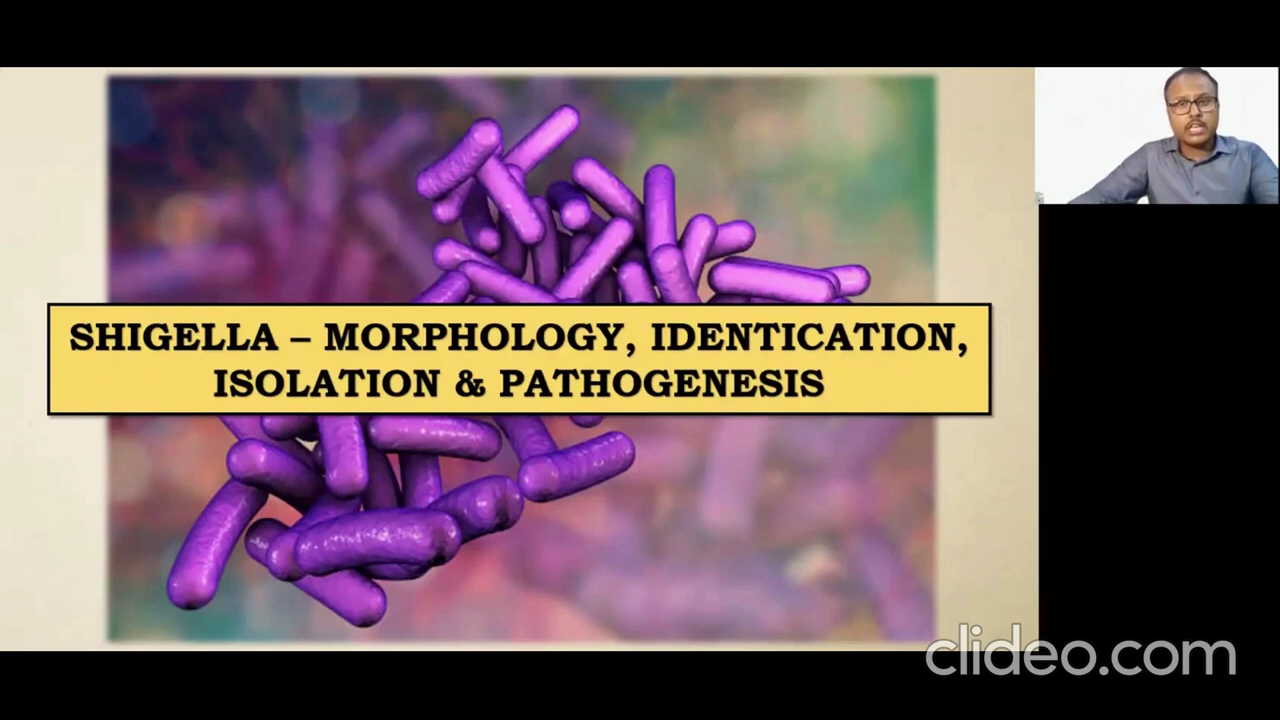 SHIGELLA – MORPHOLOGY, IDENTICATION,
ISOLATION & PATHOGENESIS
clideo.com